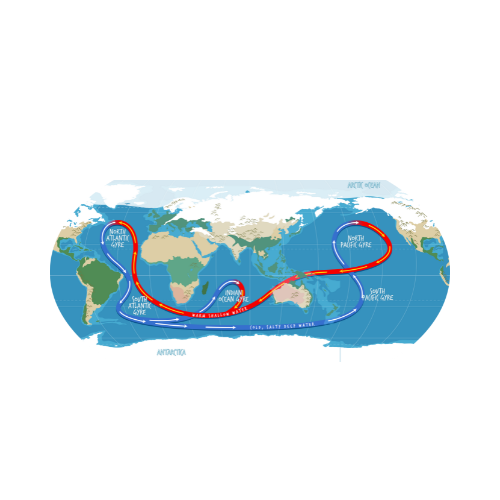 ARCTIC OCEAN
NORTH
ATLANTIC
GYRE
NORTH
PACIFIC GYRE
SOUTH
ATLANTIC
GYRE
INDIAN
OCEAN GYRE
SOUTH
PACIFIC GYRE
WARM SHALLOW WATER
COLD, SALTY DEEP WATER
ANTARCTICA